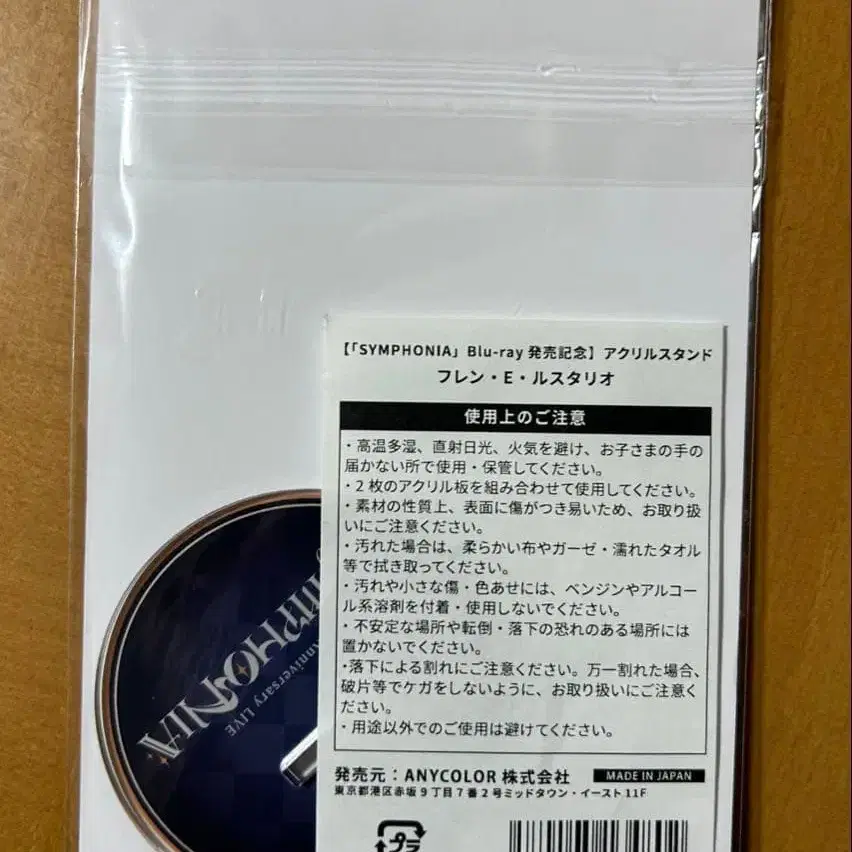 【「SYMPHONIA」Blu-ray 発売記念】アクリルスタンド
フレン・E・ルスタリオ
使用上のご注意
・高温多湿、直射日光、火気を避け、お子さまの手の
届かない所で使用・保管してください。
・2枚のアクリル板を組み合わせて使用してください。
・素材の性質上、表面に傷がつき易いため、お取り扱
いにご注意ください。
・汚れた場合は、柔らかい布やガーゼ・濡れたタオル
等で拭き取ってください。
・汚れや小さな傷・色あせには、ベンジンやアルコー
ル系溶剤を付着・使用しないでください。
・不安定な場所や転倒・落下の恐れのある場所には
置かないでください。
・落下による割れにご注意ください。万一割れた場合、
破片等でケガをしないように、お取り扱いにご注意く
ださい。
・用途以外でのご使用は避けてください。
発売元：ANYCOLOR 株式会社
MADE IN JAPAN
東京都港区赤坂9丁目7番2号ミッドタウン・イースト11F
プラ
YMPHONIA
Anniversary LIVE